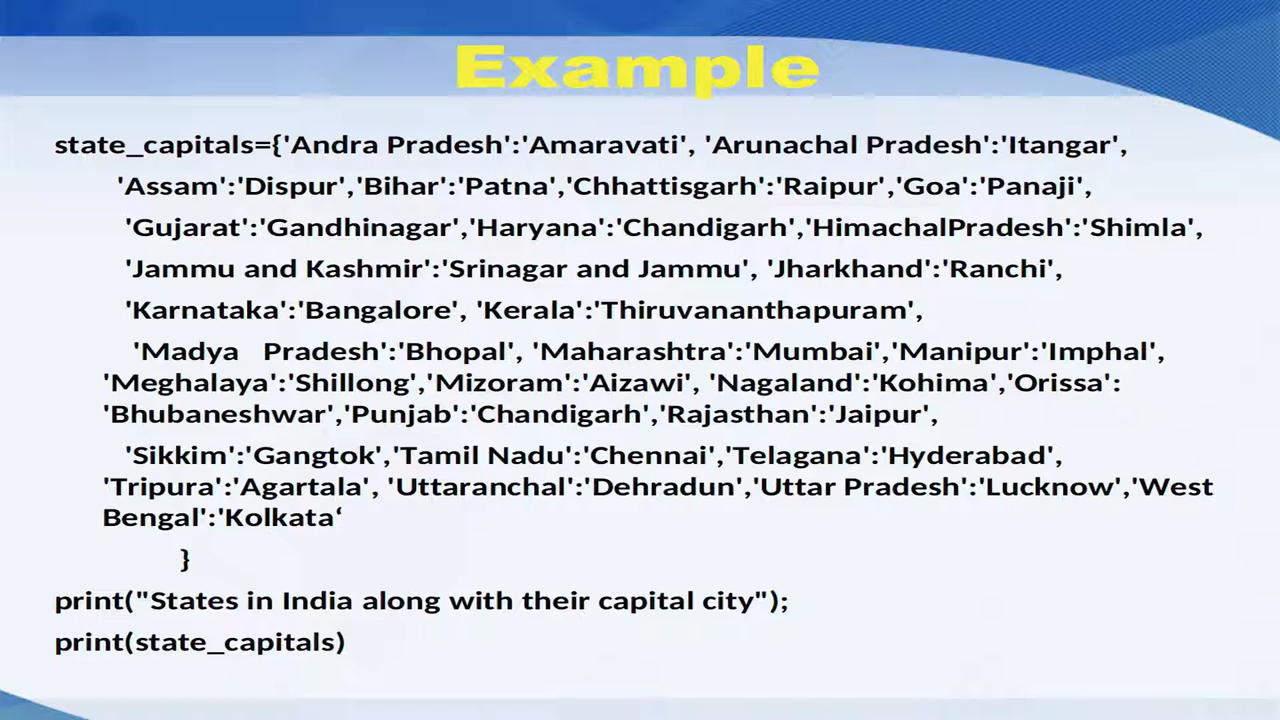 Example
state_capitals={'Andra Pradesh':'Amaravati', 'Arunachal Pradesh':'Itangar',
'Assam':'Dispur','Bihar':'Patna','Chhattisgarh':'Raipur','Goa':'Panaji',
'Gujarat':'Gandhinagar','Haryana':'Chandigarh','HimachalPradesh':'Shimla',
'Jammu and Kashmir':'Srinagar and Jammu', 'Jharkhand':'Ranchi',
'Karnataka':'Bangalore', 'Kerala':'Thiruvananthapuram',
'Madya   Pradesh':'Bhopal', 'Maharashtra':'Mumbai','Manipur':'Imphal',
'Meghalaya':'Shillong','Mizoram':'Aizawi', 'Nagaland':'Kohima','Orissa':
'Bhubaneshwar','Punjab':'Chandigarh','Rajasthan':'Jaipur',
'Sikkim':'Gangtok','Tamil Nadu':'Chennai','Telagana':'Hyderabad',
'Tripura':'Agartala', 'Uttaranchal':'Dehradun','Uttar Pradesh':'Lucknow','West
Bengal':'Kolkata‘
}
print("States in India along with their capital city");
print(state_capitals)